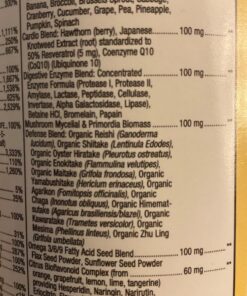 930%
Banana, Broccoli, Brussels Sprout, Cabbage,
Cranberry, Cucumber, Grape, Pea, Pineapple,
Pumpkin, Spinach
Cardio Blend: Hawthorn (berry), Japanese 100 mg
Knotweed Extract (root) standardized to
50% Resveratrol (5 mg), Coenzyme Q10
(CoQ10) (Ubiquinone 10)
Digestive Enzyme Blend: Concentrated 100 mg
Enzyme Formula (Protease I, Protease II,
Amylase, Lactase, Peptidase, Cellulase,
Invertase, Alpha Galactosidase, Lipase),
Betaine HCl, Bromelain, Papain
Mushroom Mycelia & Primordia Biomass 100 mg
Defense Blend: Organic Reishi (Ganoderma
lucidum), Organic Shiitake (Lentinula Edodes),
Organic Oyster Hiratake (Pleurotus ostreatus),
Organic Enokitake (Flammulina velutipes),
Organic Maitake (Grifola frondosa), Organic
Yamabushitake (Hericium erinaceus), Organic
Agarikon (Fomitopsis officinalis), Organic
Chaga (Inonotus obliquus), Organic Himemat-
sutake (Agaricus brasiliensis/blazei), Organic
Kawaratake (Trametes versicolor), Organic
Mesima (Phellinus linteus), Organic Zhu Ling
(Grifola umbellata)
Omega 3/6/9 Fatty Acid Seed Blend 100 mg
Flax Seed Powder, Sunflower Seed Powder
Citrus Bioflavonoid Complex (from 60 mg
orange, grapefruit, lemon, lime, tangerine)
providing Hesperidin, Naringin, Narirutin,